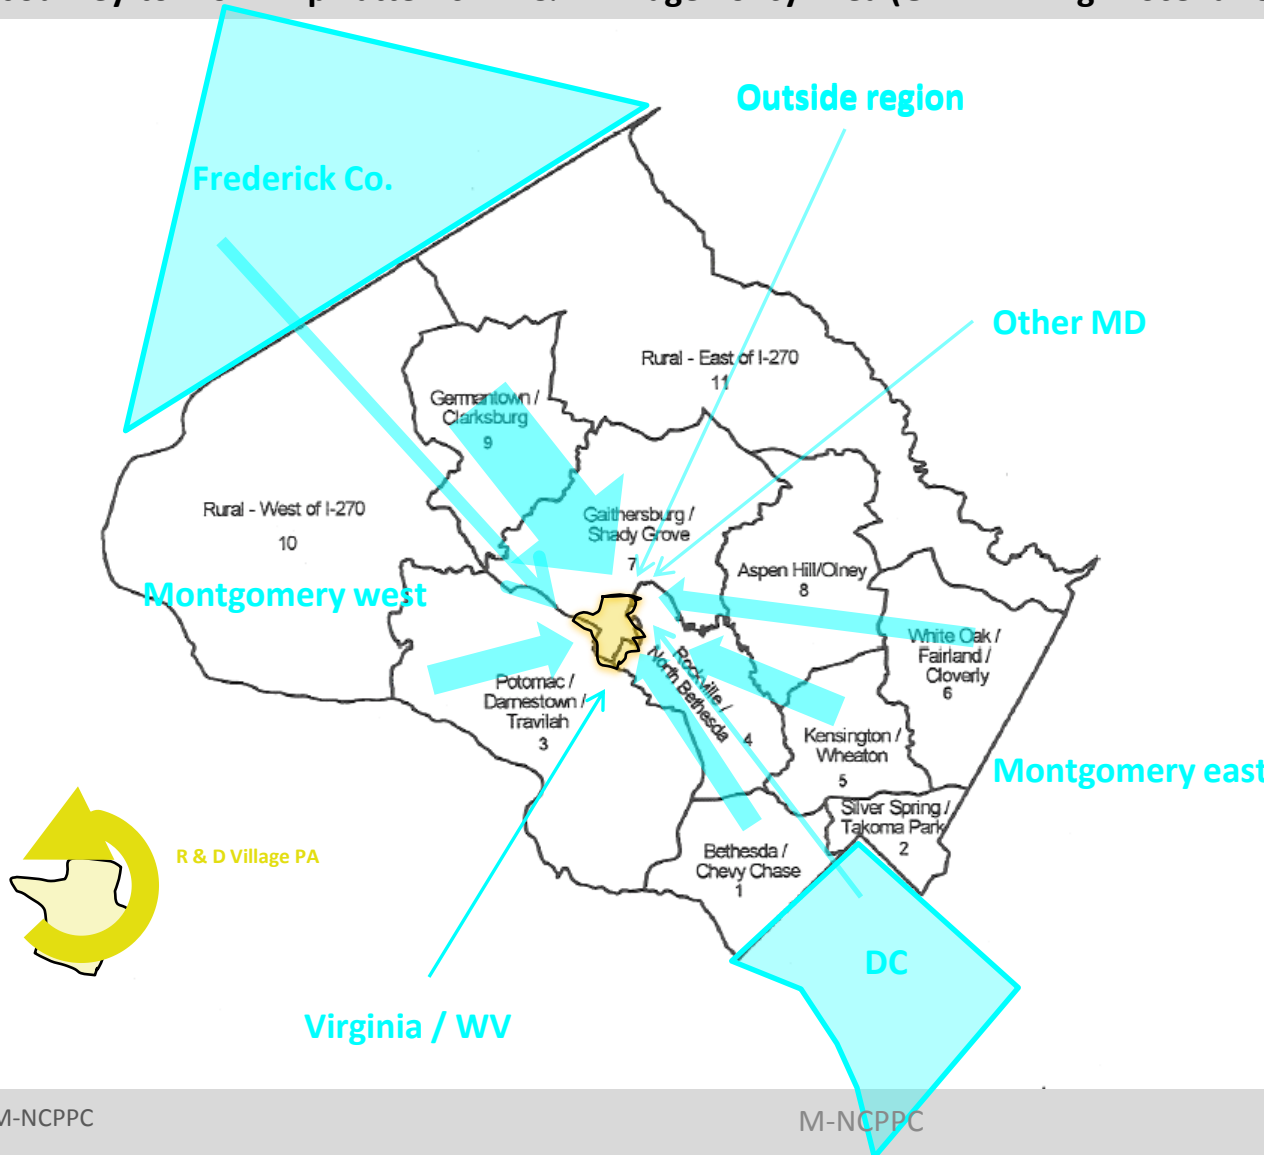 Outside region
Frederick Co.
Other MD
Rural - East of I-270
11
Germantown /
Clarksburg
9
Rural - West of I-270
10
Gaithersburg /
Shady Grove
7
Aspen Hill/Olney
8
Montgomery west
White Oak /
Fairland /
Cloverly
6
Rockville /
North Bethesda
4
Potomac /
Darnestown /
Travilah
3
Kensington /
Wheaton
5
Montgomery east
Silver Spring /
Takoma Park
2
Bethesda /
Chevy Chase
1
R & D Village PA
DC
Virginia / WV
M-NCPPC
M-NCPPC